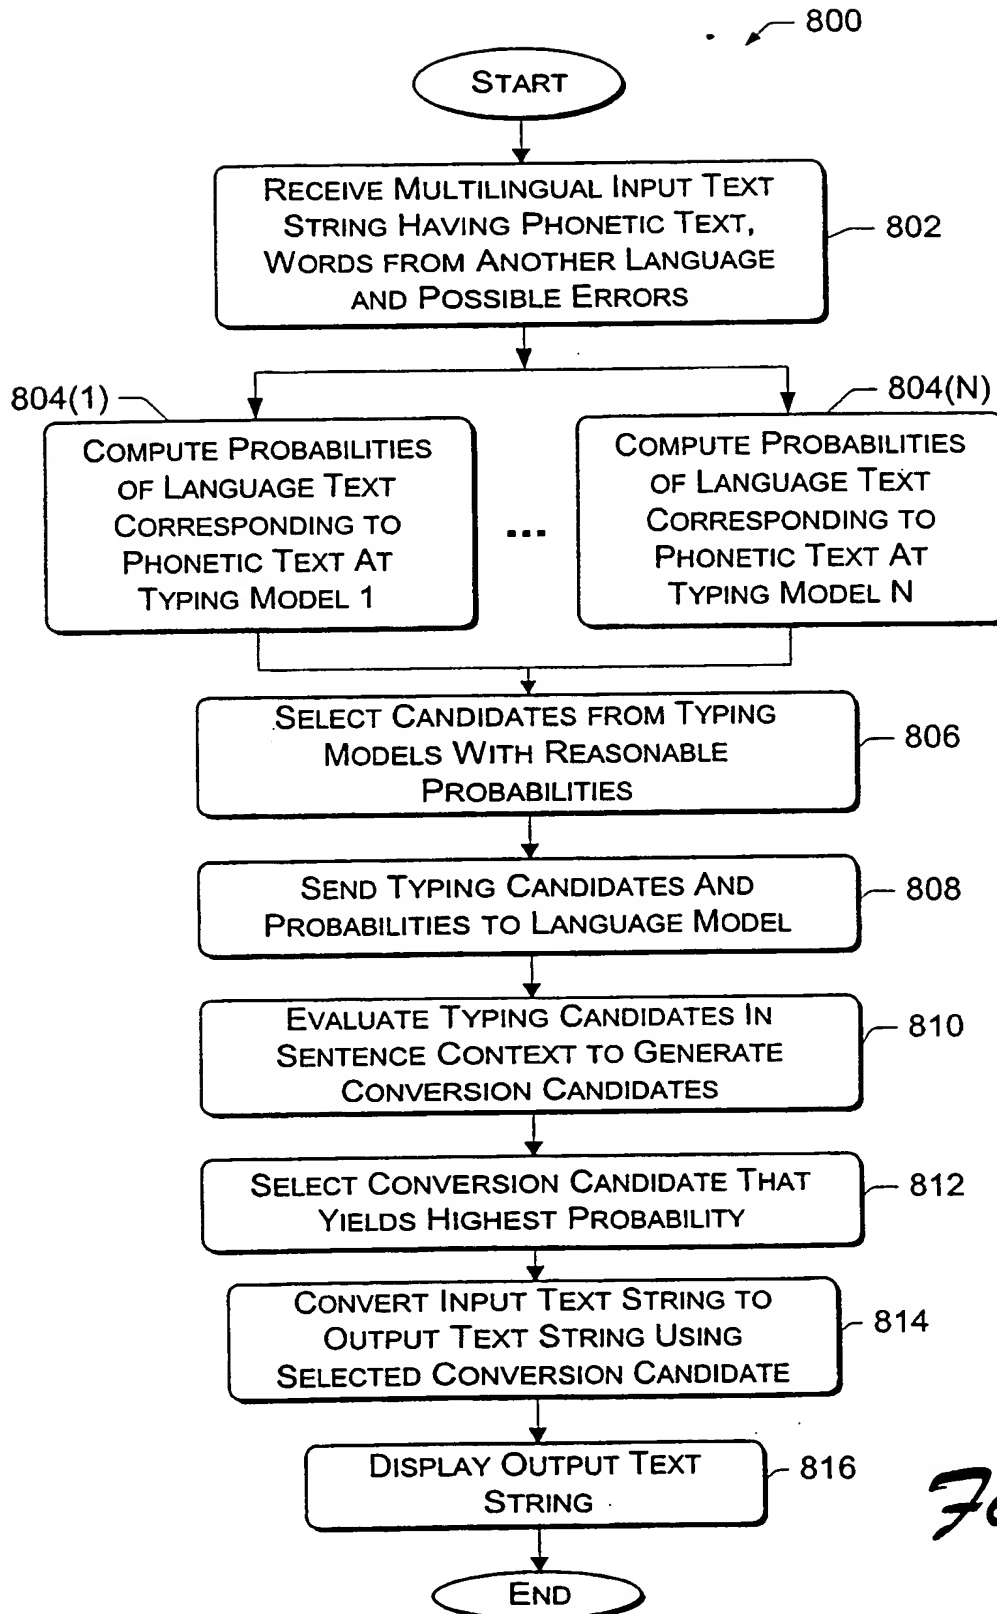 800
START
RECEIVE MULTILINGUAL INPUT TEXT
STRING HAVING PHONETIC TEXT,
WORDS FROM ANOTHER LANGUAGE
AND POSSIBLE ERRORS
802
804(1)
COMPUTE PROBABILITIES
OF LANGUAGE TEXT
CORRESPONDING TO
PHONETIC TEXT AT
TYPING MODEL 1
...
804(N)
COMPUTE PROBABILITIES
OF LANGUAGE TEXT
CORRESPONDING TO
PHONETIC TEXT AT
TYPING MODEL N
SELECT CANDIDATES FROM TYPING
MODELS WITH REASONABLE
PROBABILITIES
806
SEND TYPING CANDIDATES AND
PROBABILITIES TO LANGUAGE MODEL
808
EVALUATE TYPING CANDIDATES IN
SENTENCE CONTEXT TO GENERATE
CONVERSION CANDIDATES
810
SELECT CONVERSION CANDIDATE THAT
YIELDS HIGHEST PROBABILITY
812
CONVERT INPUT TEXT STRING TO
OUTPUT TEXT STRING USING
SELECTED CONVERSION CANDIDATE
814
DISPLAY OUTPUT TEXT
STRING
816
END